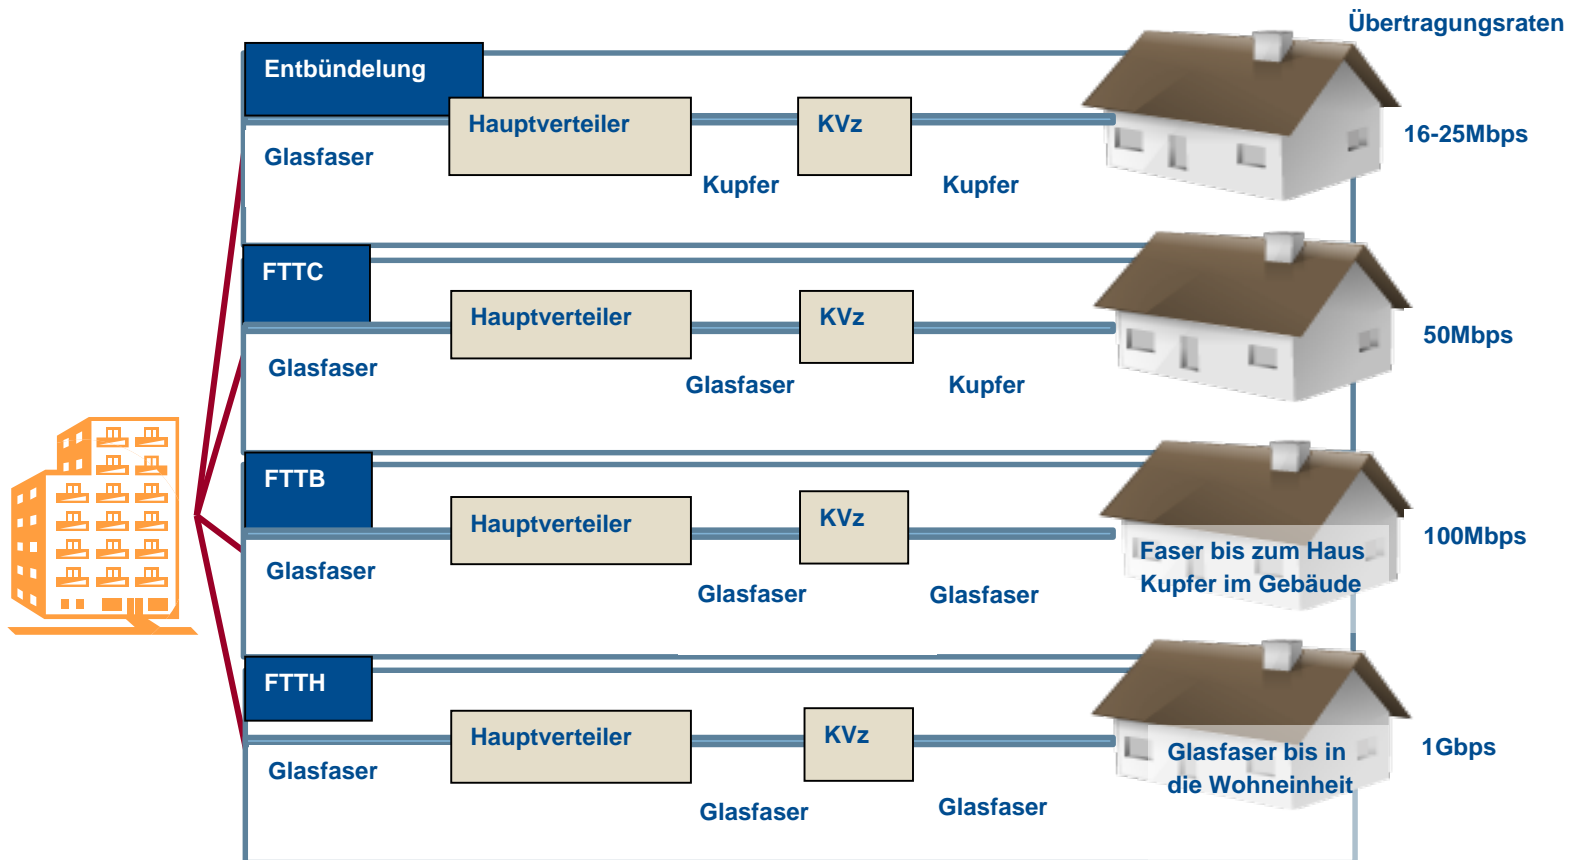 Übertragungsraten
Entbündelung
Hauptverteiler
KVz
16-25Mbps
Glasfaser
Kupfer
Kupfer
FTTC
Hauptverteiler
KVz
50Mbps
Glasfaser
Glasfaser
Kupfer
FTTB
Hauptverteiler
KVz
100Mbps
Faser bis zum Haus
Kupfer im Gebäude
Glasfaser
Glasfaser
Glasfaser
FTTH
Hauptverteiler
KVz
1Gbps
Glasfaser bis in
die Wohneinheit
Glasfaser
Glasfaser
Glasfaser